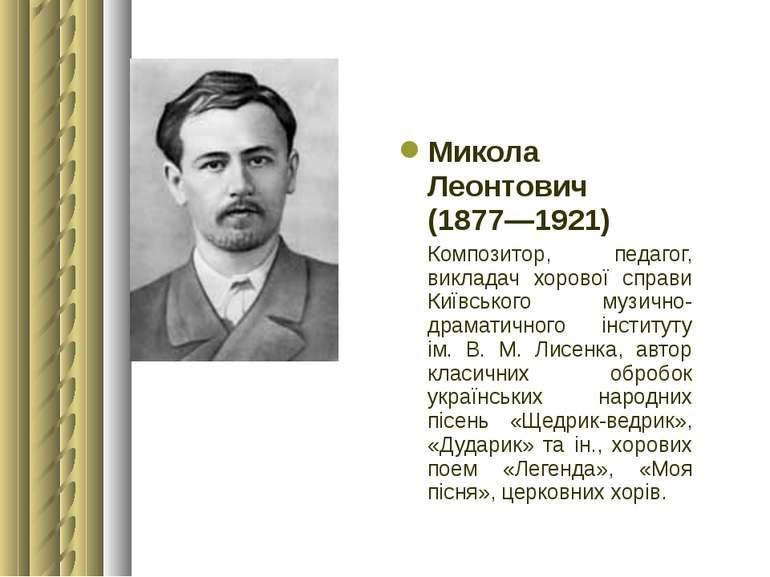 Микола
Леонтович
(1877—1921)
Композитор, педагог,
викладач хорової справи
Київського музично-
драматичного інституту
ім. В. М. Лисенка, автор
класичних обробок
українських народних
пісень «Щедрик-ведрик»,
«Дударик» та ін., хорових
поем «Легенда», «Моя
пісня», церковних хорів.